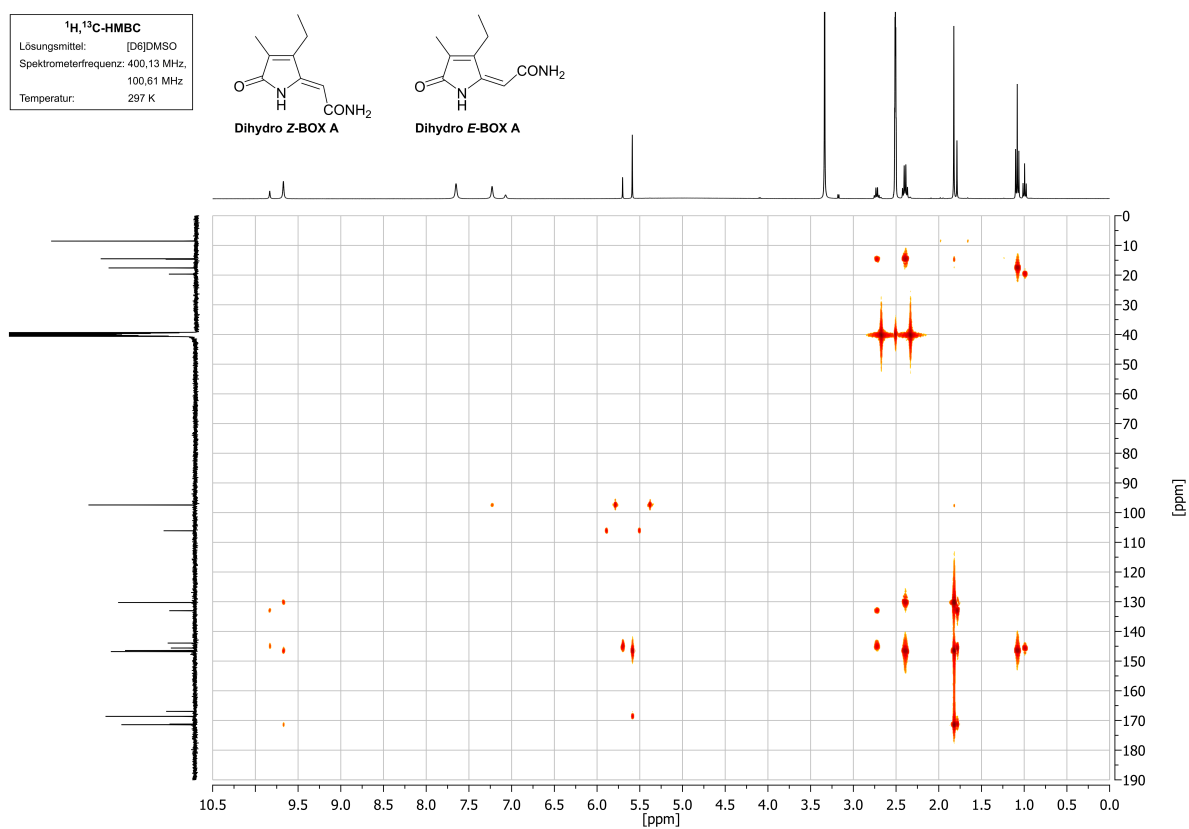 ¹H,¹³C-HMBC
Lösungsmittel: [D6]DMSO
Spektrometerfrequenz: 400,13 MHz,
100,61 MHz
Temperatur: 297 K
O
NH
CONH₂
Dihydro Z-BOX A
O
NH
CONH₂
Dihydro E-BOX A
0
10
20
30
40
50
60
70
80
90
100
110
120
130
140
150
160
170
180
190
[ppm]
10.5 10.0 9.5 9.0 8.5 8.0 7.5 7.0 6.5 6.0 5.5 5.0 4.5 4.0 3.5 3.0 2.5 2.0 1.5 1.0 0.5 0.0
[ppm]